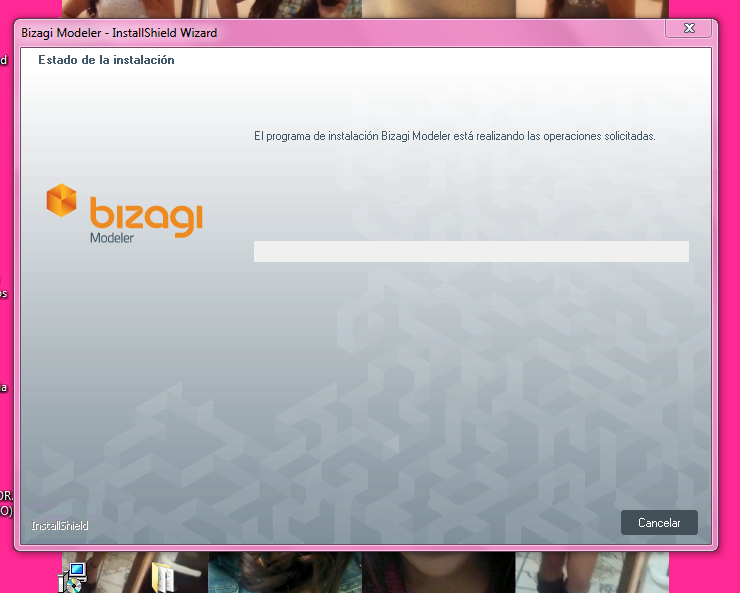 Bizagi Modeler - InstallShield Wizard
Estado de la instalación
El programa de instalación Bizagi Modeler está realizando las operaciones solicitadas.
bizagi
Modeler
InstallShield
Cancelar